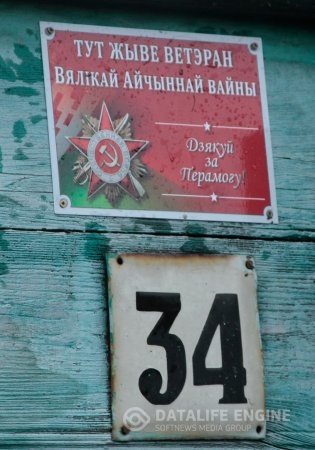 ТУТ ЖЫВЕ ВЕТЭРАН
ВЯЛІКАЙ АЙЧЫННАЙ ВАЙНЫ
Дзякуй
за
Перамогу!
34
DATALIFE ENGINE
SOFTNEWS MEDIA GROUP